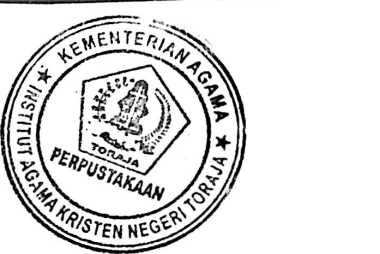 KEMENTERIAN AGAMA
INSTITUT AGAMA KRISTEN NEGERI TORAJA
TORAJA
PERPUSTAKAAN